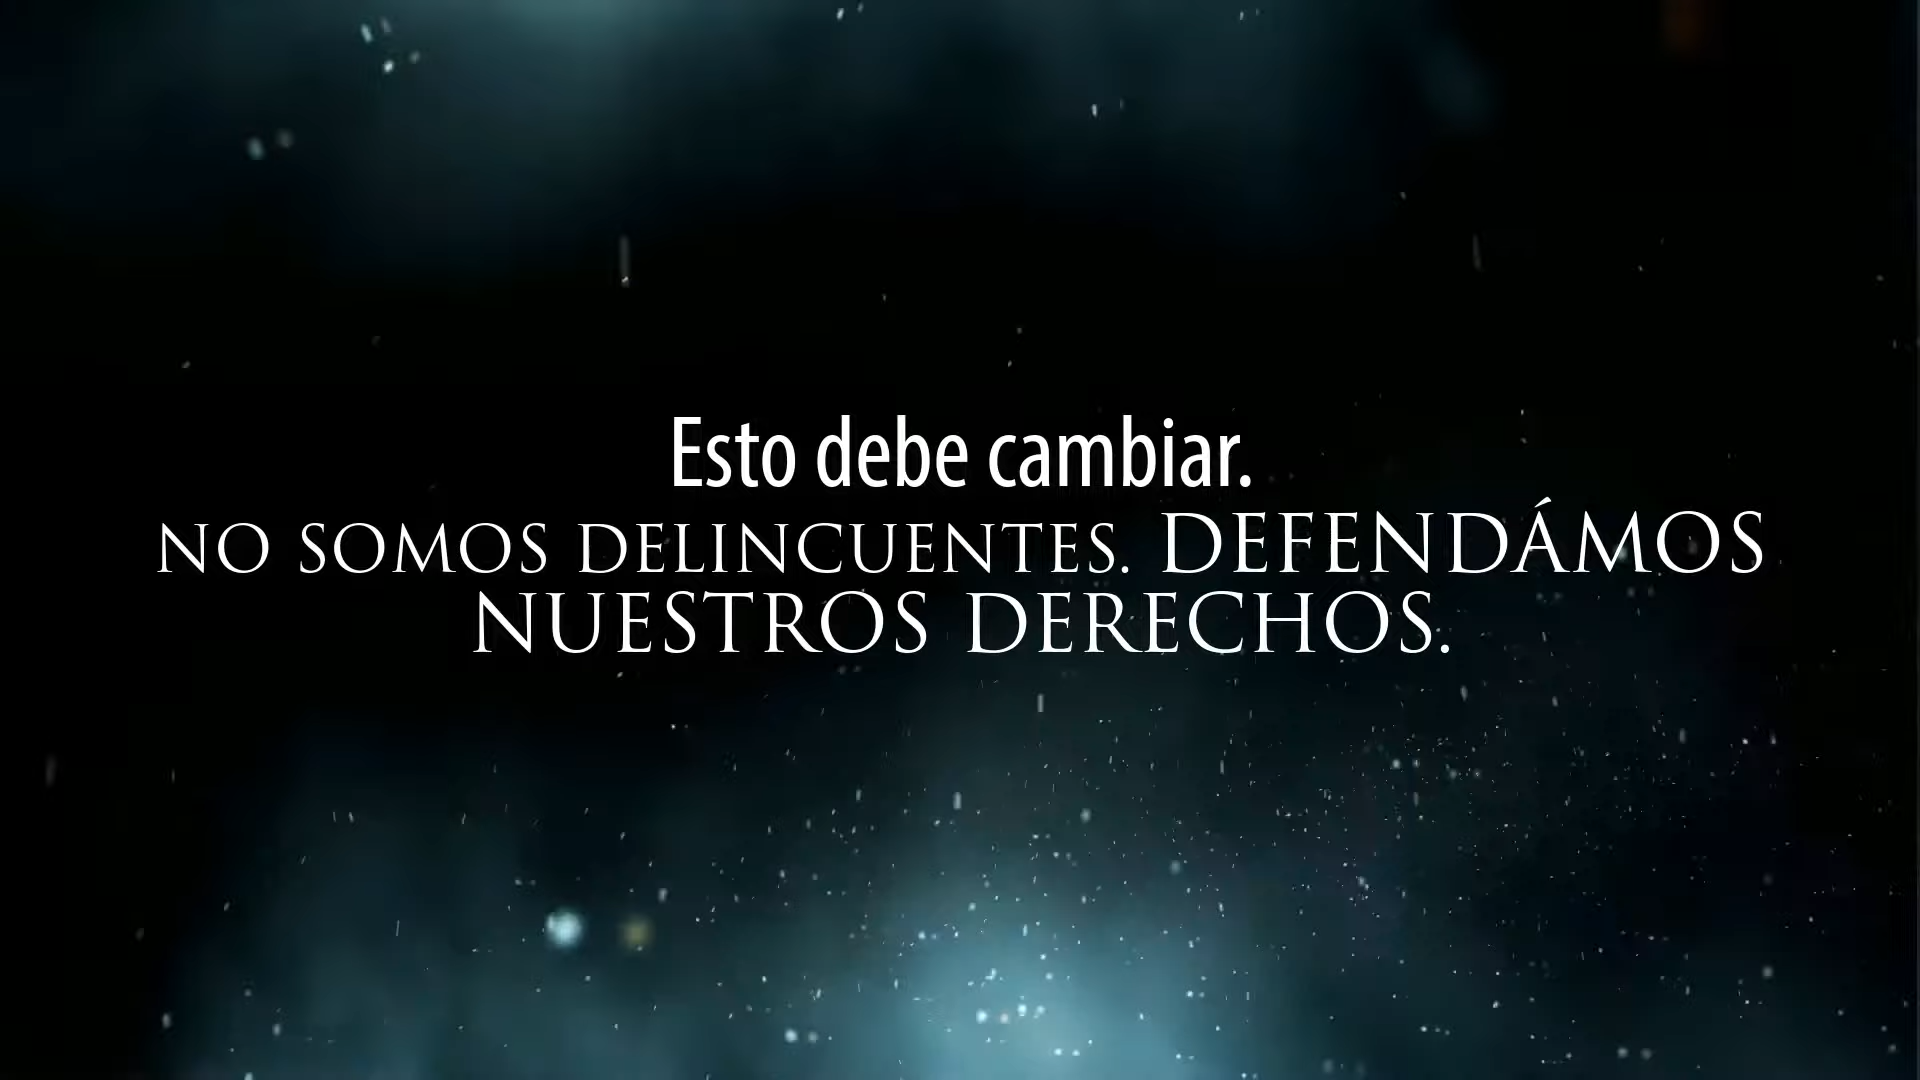 Esto debe cambiar.
NO SOMOS DELINCUENTES. DEFENDÁMOS
NUESTROS DERECHOS.